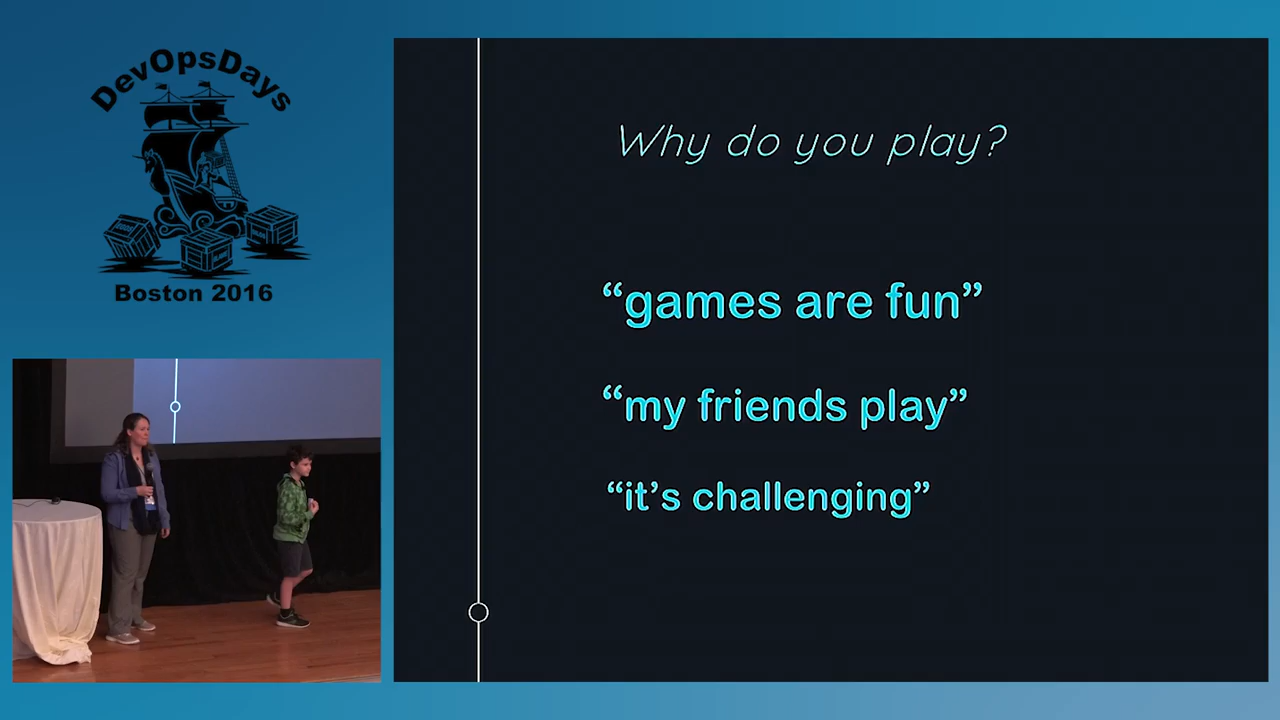 DevOpsDays
Boston 2016
Why do you play?
“games are fun”
“my friends play”
“it’s challenging”